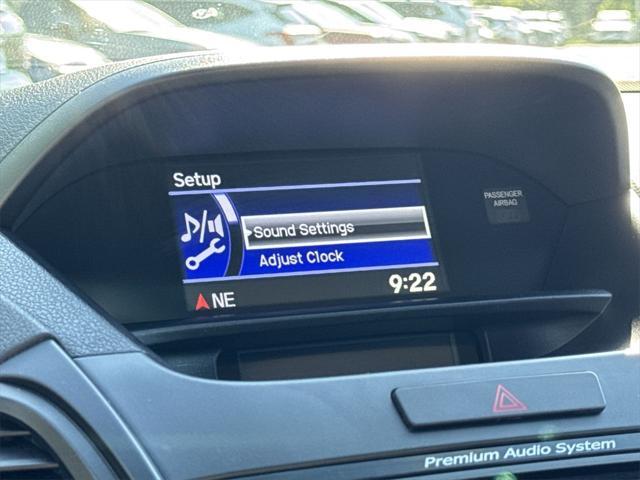 Setup
PASSENGER
AIRBAG
Sound Settings
Adjust Clock
9:22
NE
Premium Audio System